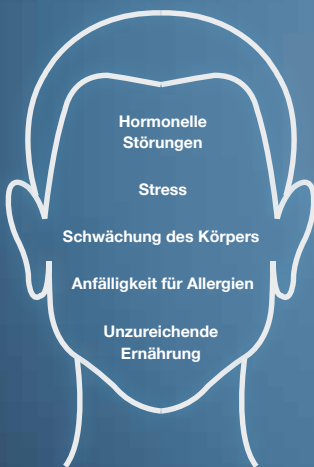 Hormonelle
Störungen
Stress
Schwächung des Körpers
Anfälligkeit für Allergien
Unzureichende
Ernährung